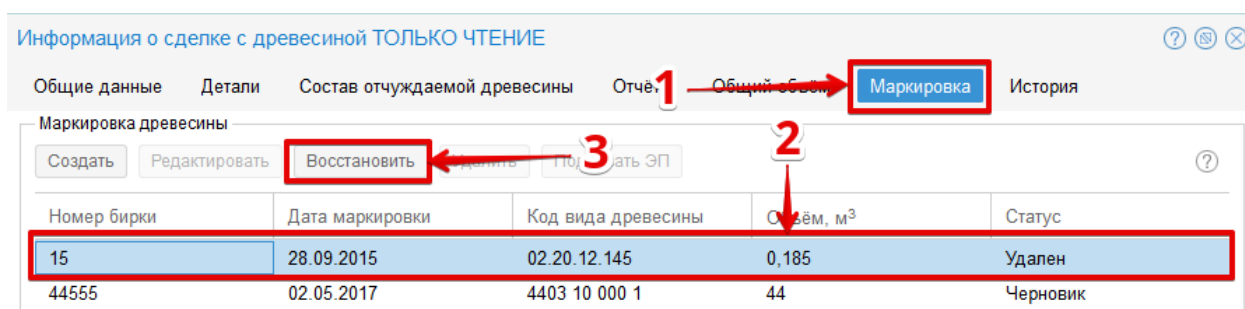 Информация о сделке с древесиной ТОЛЬКО ЧТЕНИЕ
Общие данные Детали Состав отчуждаемой древесины 1 Маркировка История
Маркировка древесины
Создать Редактировать Восстановить 3 ЭП 2
Номер бирки Дата маркировки Код вида древесины м³ Статус
15 28.09.2015 02.20.12.145 0,185 Удален
44555 02.05.2017 4403 10 000 1 44 Черновик